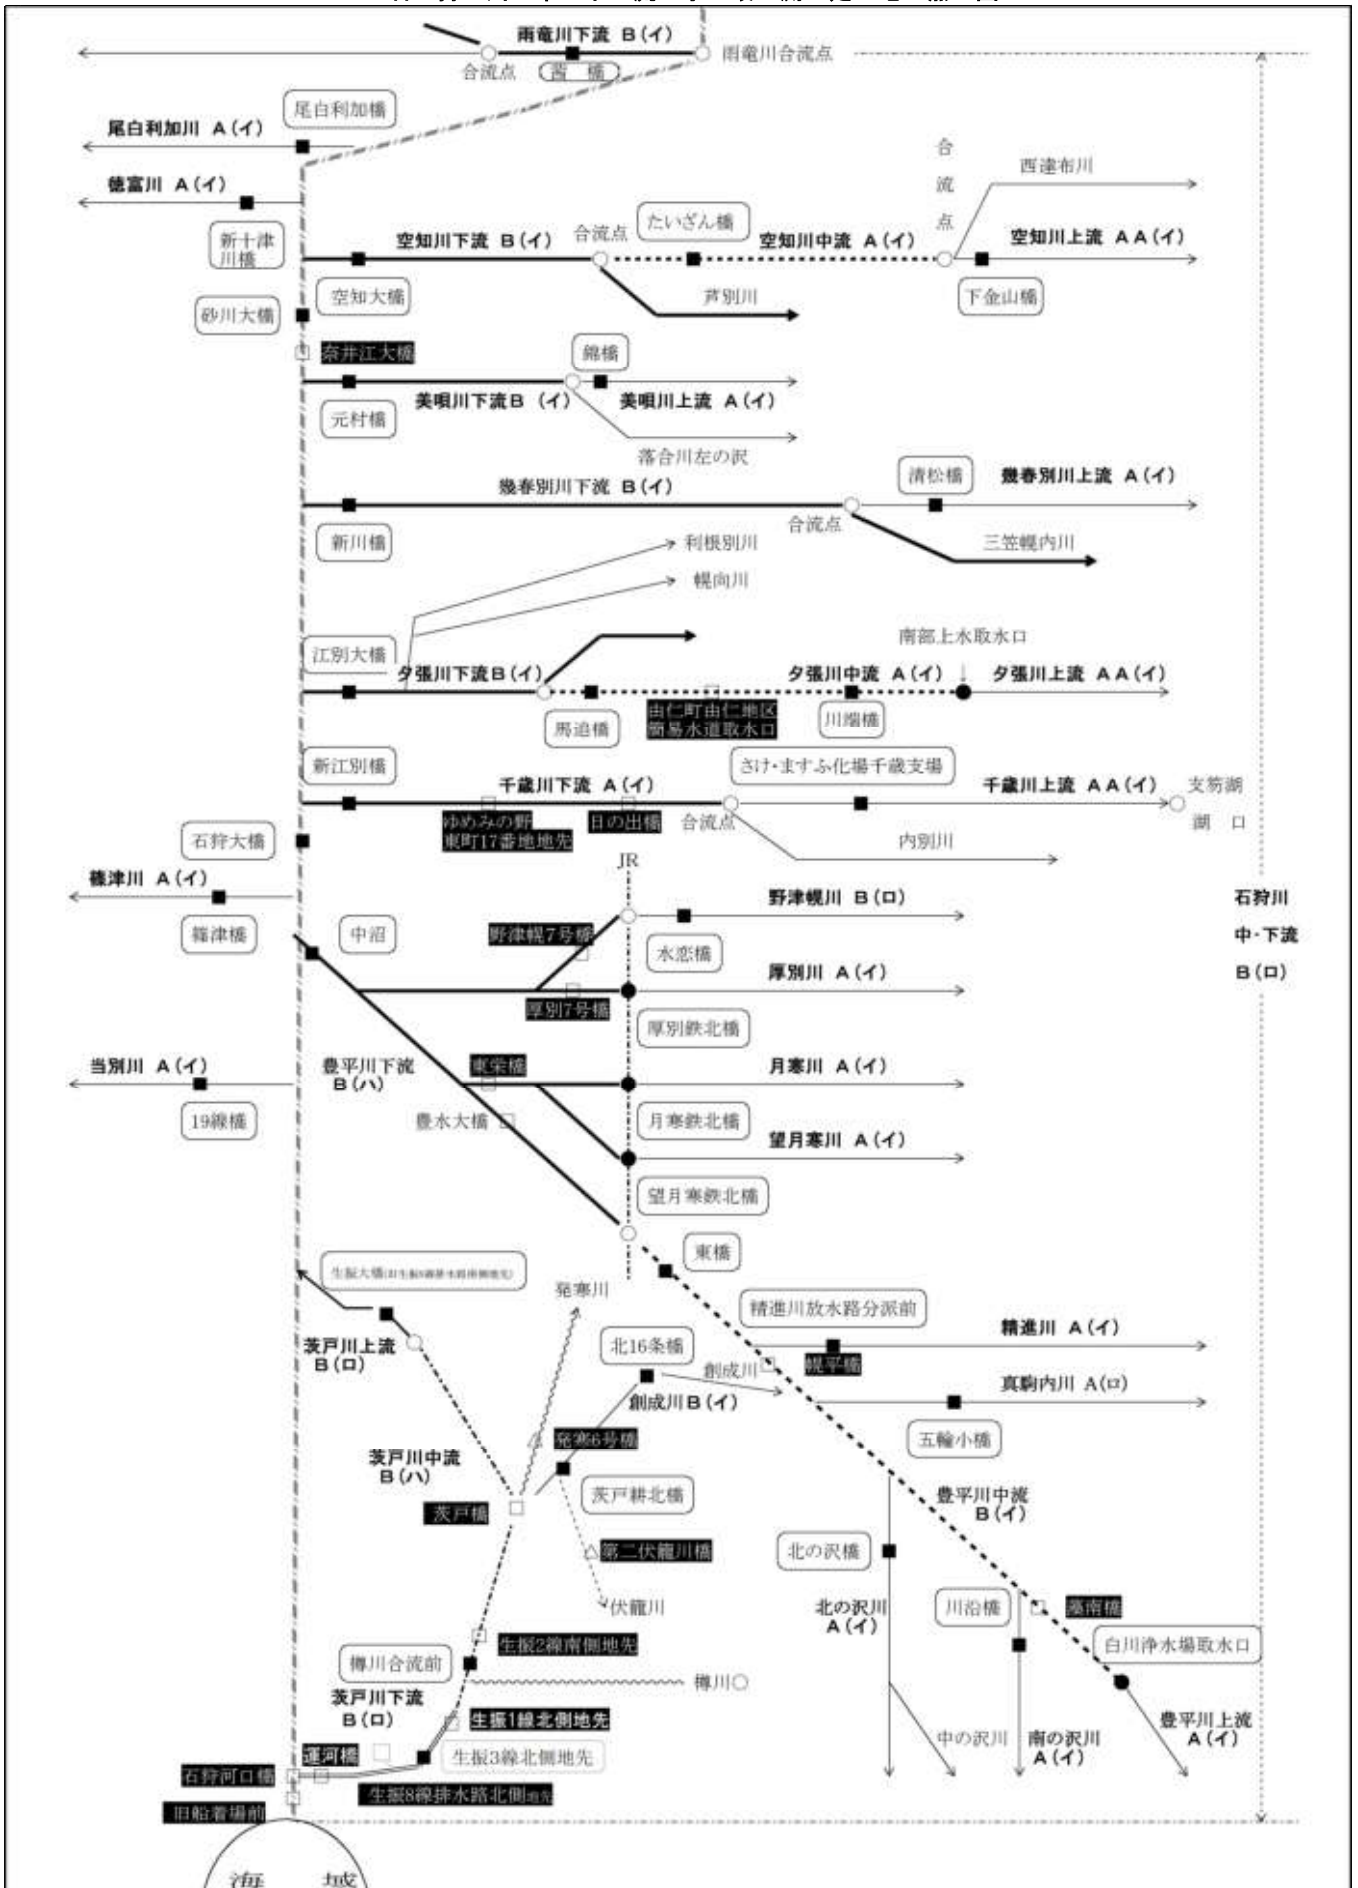 雨竜川下流 B(イ)
雨竜川合流点
合流点
尾白利加橋
尾白利加川 A(イ)
徳富川 A(イ)
合流点
西達布川
新十津
川橋
空知川下流 B(イ)
合流点
たいざん橋
空知川中流 A(イ)
空知川上流 AA(イ)
空知大橋
芦別川
下金山橋
砂川大橋
奈井江大橋
錦橋
元村橋
美唄川下流B (イ)
美唄川上流 A(イ)
落合川左の沢
幾春別川下流 B(イ)
清松橋
幾春別川上流 A(イ)
新川橋
合流点
三笠幌内川
利根別川
幌向川
江別大橋
南部上水取水口
夕張川下流B(イ)
夕張川中流 A(イ)
↓
夕張川上流 AA(イ)
馬追橋
由仁町由仁地区
簡易水道取水口
川端橋
新江別橋
さけ・ますふ化場千歳支場
千歳川下流 A(イ)
千歳川上流 AA(イ)
支笏湖
湖 口
ゆめみの野
東町17番地地先
日の出橋
合流点
内別川
石狩大橋
JR
篠津川 A(イ)
野津幌川 B(ロ)
石狩川
中・下流
B(ロ)
篠津橋
中沼
野津幌7号橋
水恋橋
厚別川 A(イ)
厚別7号橋
厚別鉄北橋
当別川 A(イ)
豊平川下流
B(ハ)
東栄橋
月寒川 A(イ)
19線橋
豊水大橋
月寒鉄北橋
望月寒川 A(イ)
望月寒鉄北橋
東橋
生振大橋
発寒川
精進川放水路分派前
精進川 A(イ)
茨戸川上流
B(ロ)
北16条橋
創成川
幌平橋
真駒内川 A(ロ)
創成川B(イ)
発寒6号橋
五輪小橋
茨戸川中流
B(ハ)
茨戸橋
茨戸耕北橋
豊平川中流
B(イ)
第二伏籠川橋
北の沢橋
伏籠川
北の沢川
A(イ)
川沿橋
藻南橋
生振2線南側地先
白川浄水場取水口
樽川合流前
樽川
茨戸川下流
B(ロ)
生振1線北側地先
中の沢川
南の沢川
A(イ)
豊平川上流
A(イ)
運河橋
生振3線北側地先
石狩河口橋
生振8線排水路北側地先
旧船着場前
海 域